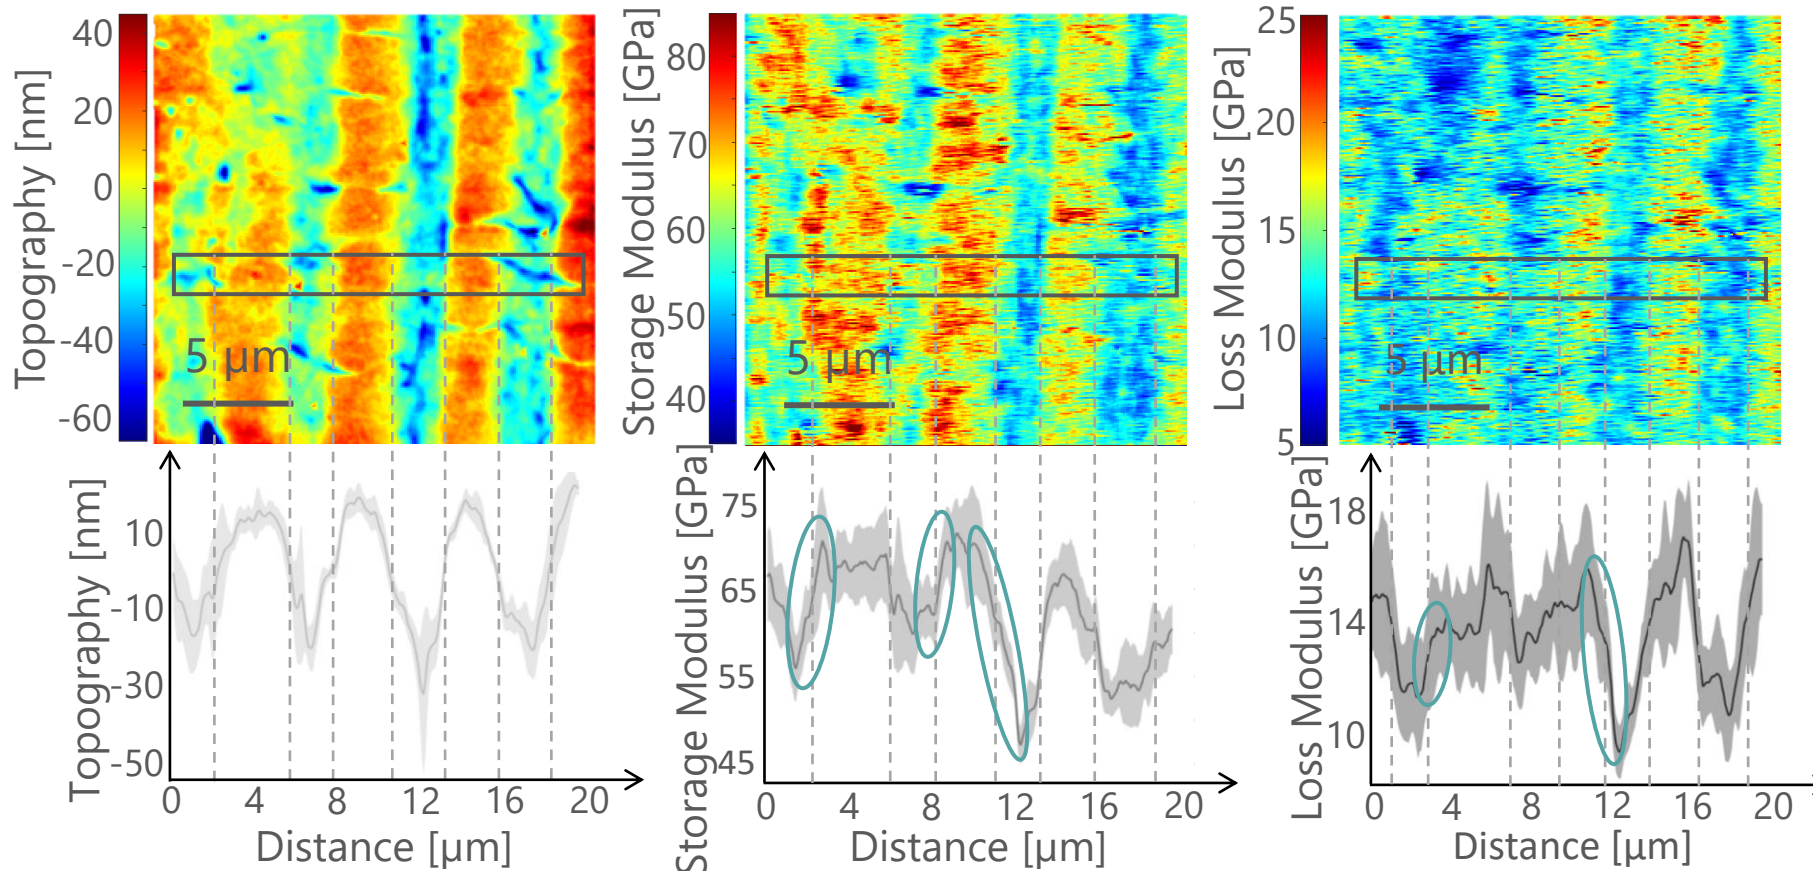 Topography [nm]
40
20
0
-20
-40
-60
5 µm
Storage Modulus [GPa]
80
70
60
50
40
5 µm
Loss Modulus [GPa]
25
20
15
10
5
5 µm
Topography [nm]
10
-10
-30
-50
0 4 8 12 16 20
Distance [µm]
Storage Modulus [GPa]
75
65
55
45
0 4 8 12 16 20
Distance [µm]
Loss Modulus [GPa]
18
14
10
0 4 8 12 16 20
Distance [µm]